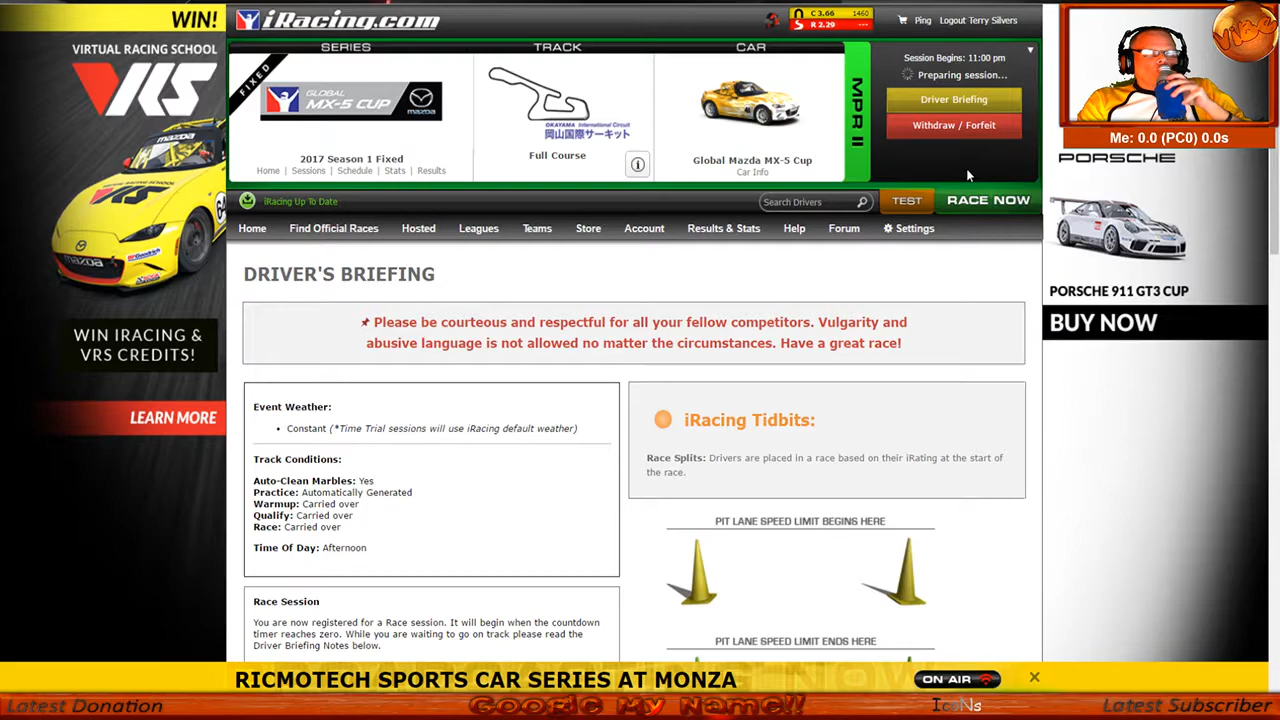 WIN!
VIRTUAL RACING SCHOOL
VRS
WIN IRACING &
VRS CREDITS!
LEARN MORE
iRacing.com
C 3.66 1460
R 2.29 ---
Ping Logout Terry Silvers
SERIES TRACK CAR
FIXED
GLOBAL
MX-5 CUP
mazda
2017 Season 1 Fixed
Home | Sessions | Schedule | Stats | Results
OKAYAMA International Circuit
岡山国際サーキット
Full Course
Global Mazda MX-5 Cup
Car Info
MPR II
Session Begins: 11:00 pm
Preparing session...
Driver Briefing
Withdraw / Forfeit
iRacing Up To Date
Search Drivers
TEST
RACE NOW
Home Find Official Races Hosted Leagues Teams Store Account Results & Stats Help Forum Settings
DRIVER'S BRIEFING
Please be courteous and respectful for all your fellow competitors. Vulgarity and
abusive language is not allowed no matter the circumstances. Have a great race!
Event Weather:
• Constant (*Time Trial sessions will use iRacing default weather)
Track Conditions:
Auto-Clean Marbles: Yes
Practice: Automatically Generated
Warmup: Carried over
Qualify: Carried over
Race: Carried over
Time Of Day: Afternoon
Race Session
You are now registered for a Race session. It will begin when the countdown
timer reaches zero. While you are waiting to go on track please read the
Driver Briefing Notes below.
iRacing Tidbits:
Race Splits: Drivers are placed in a race based on their iRating at the start of
the race.
PIT LANE SPEED LIMIT BEGINS HERE
PIT LANE SPEED LIMIT ENDS HERE
Vibe
Me: 0.0 (PC0) 0.0s
PORSCHE
PORSCHE 911 GT3 CUP
BUY NOW
RICMOTECH SPORTS CAR SERIES AT MONZA
ON AIR
Latest Donation
Google My Name!!
Latest Subscriber